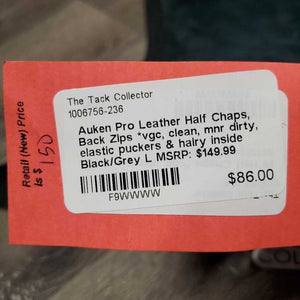 The Tack Collector
1006756-236
Auken Pro Leather Half Chaps,
Back Zips *vgc, clean, mnr dirty,
elastic puckers & hairy inside
Black/Grey L MSRP: $149.99
$86.00
F9WWWW
Retail (New) Price
is $ 150